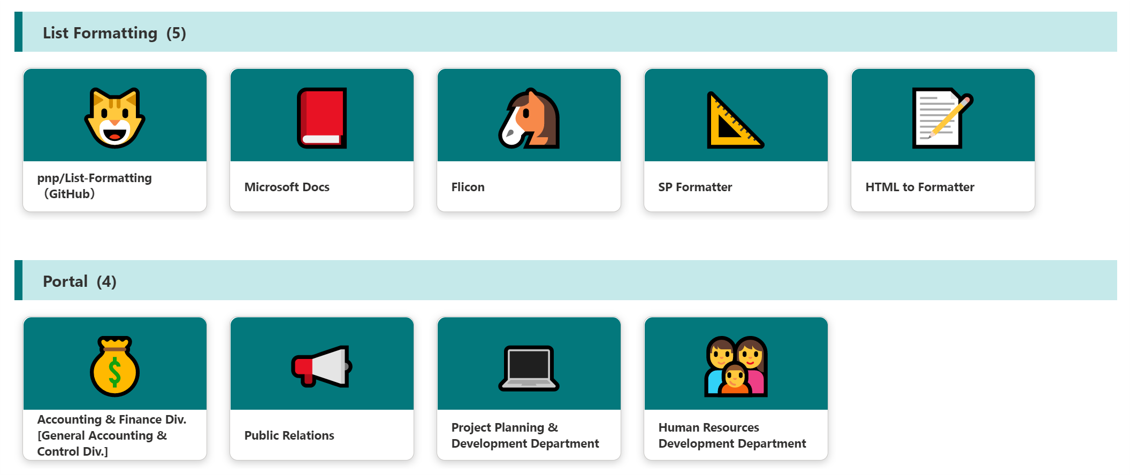 List Formatting (5)
pnp/List-Formatting
（GitHub）
Microsoft Docs
Flicon
SP Formatter
HTML to Formatter
Portal (4)
Accounting & Finance Div.
[General Accounting &
Control Div.]
Public Relations
Project Planning &
Development Department
Human Resources
Development Department